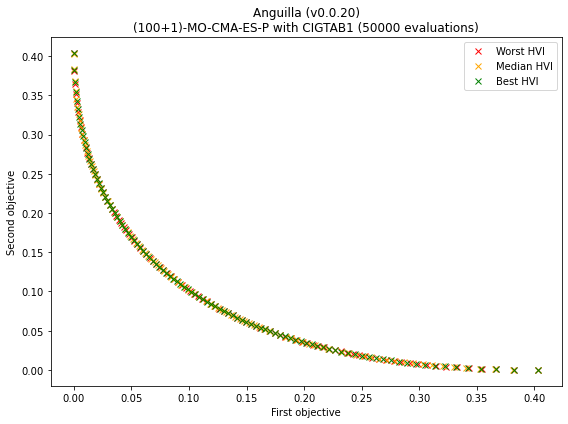 Anguilla (v0.0.20)
(100+1)-MO-CMA-ES-P with CIGTAB1 (50000 evaluations)
Worst HVI
Median HVI
Best HVI
Second objective
0.40
0.35
0.30
0.25
0.20
0.15
0.10
0.05
0.00
0.00 0.05 0.10 0.15 0.20 0.25 0.30 0.35 0.40
First objective